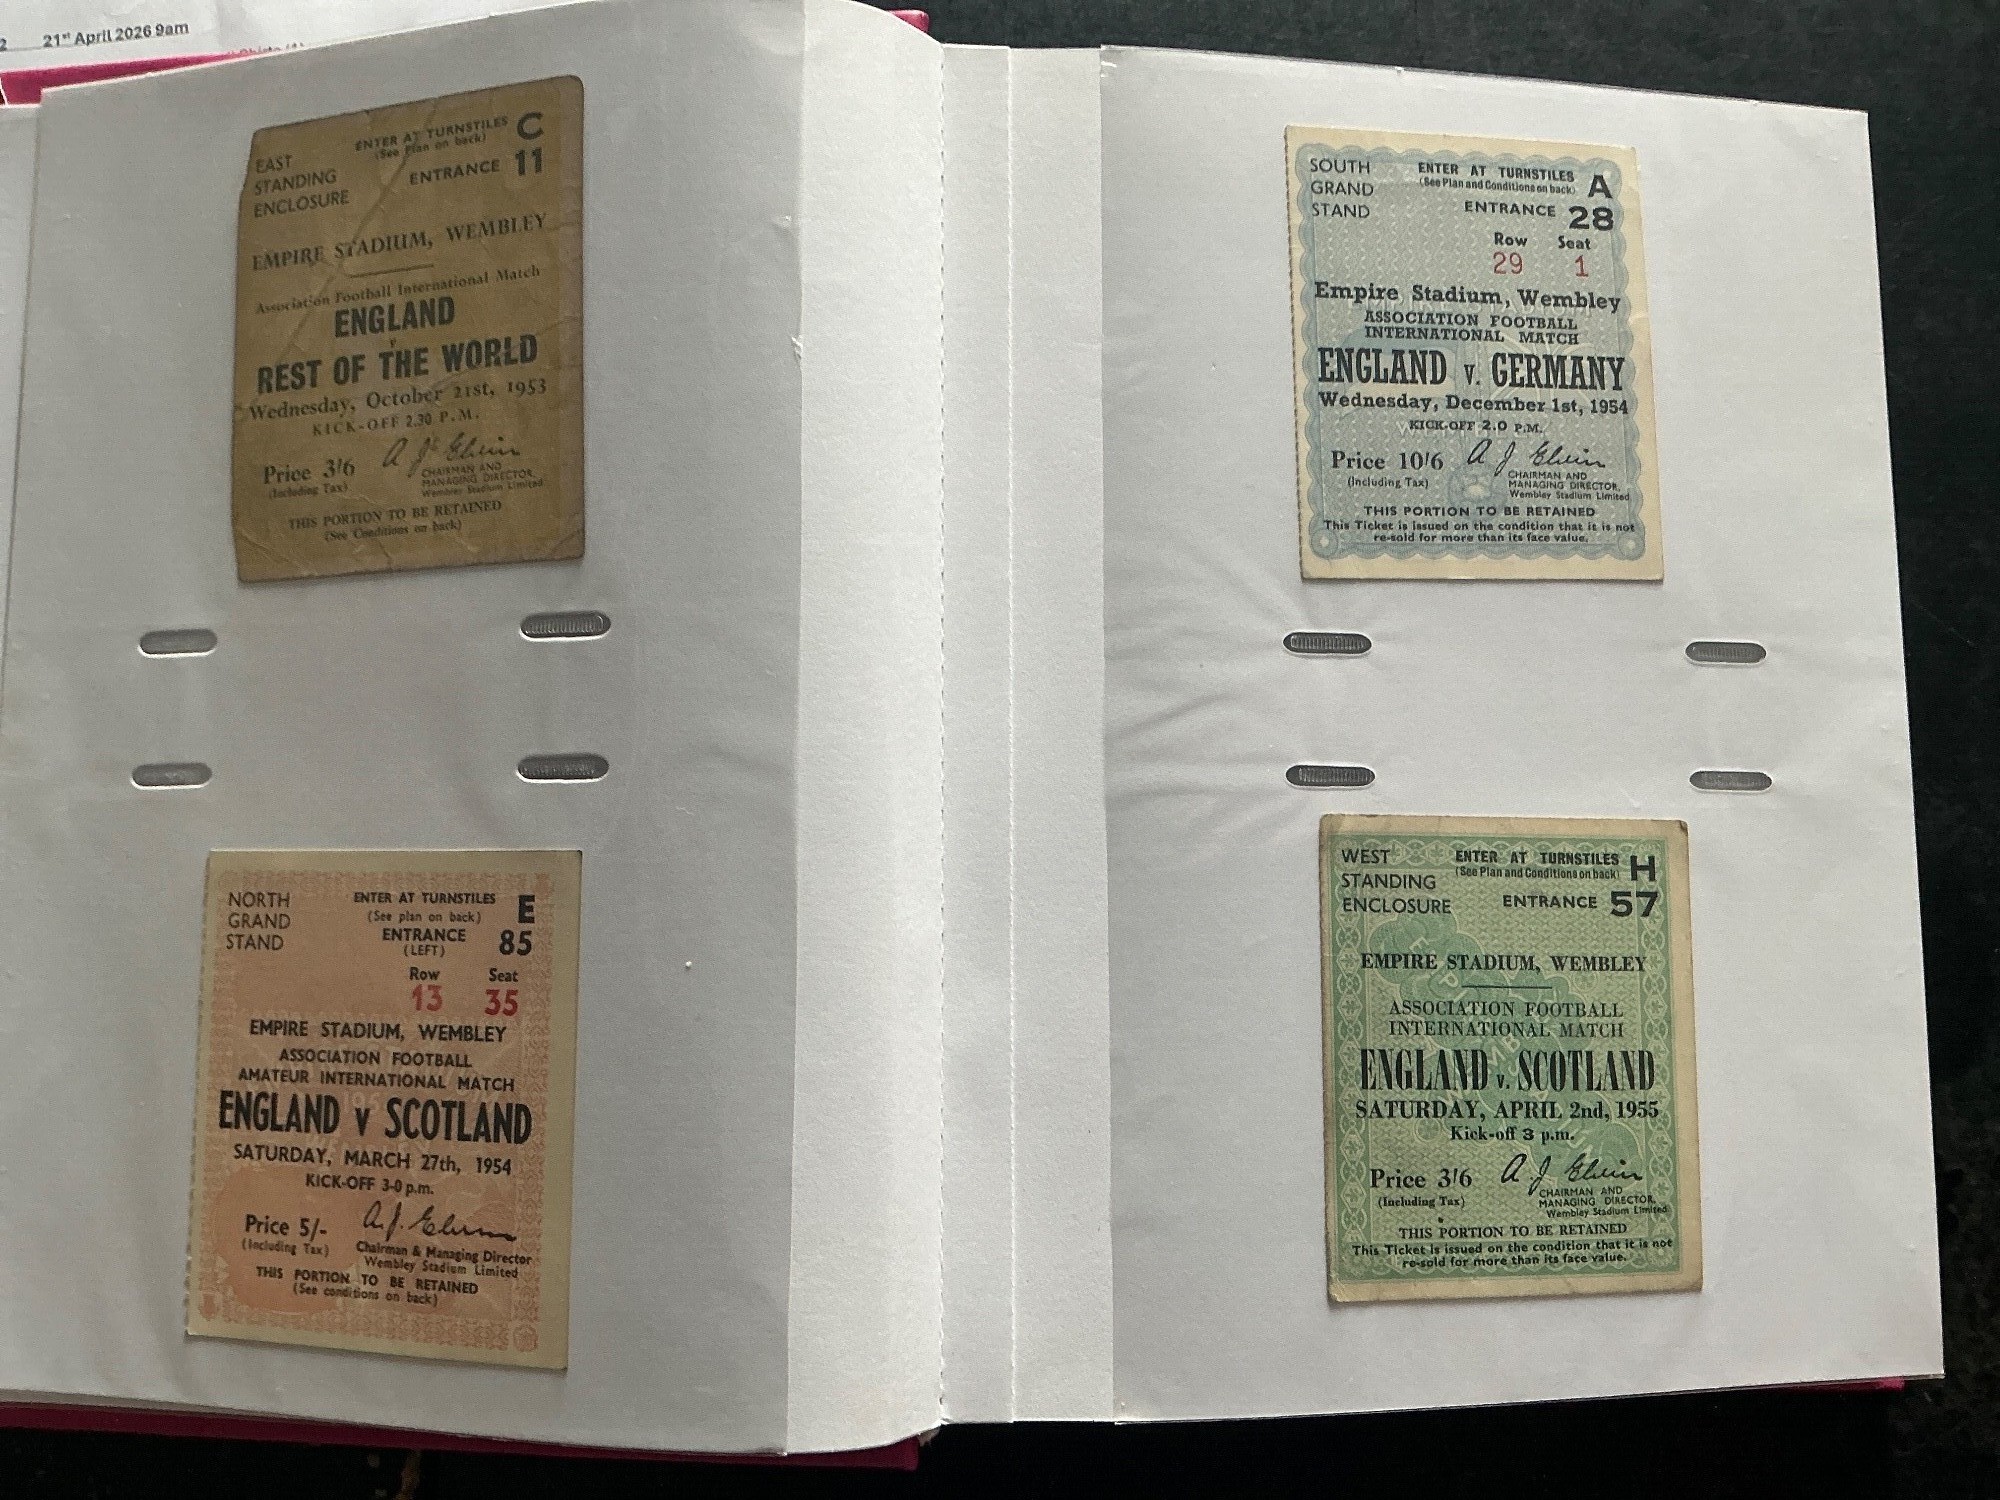 2 21st April 2026 9am
EAST
STANDING
ENCLOSURE
ENTER AT TURNSTILES C
(See Plan on back)
ENTRANCE 11
EMPIRE STADIUM, WEMBLEY
Association Football International Match
ENGLAND
v
REST OF THE WORLD
Wednesday, October 21st, 1953
KICK-OFF 2.30 P.M.
Price 3/6
(Including Tax)
A J Elvin
CHAIRMAN AND
MANAGING DIRECTOR,
Wembley Stadium Limited
THIS PORTION TO BE RETAINED
(See Conditions on back)
NORTH
GRAND
STAND
ENTER AT TURNSTILES E
(See plan on back)
ENTRANCE 85
(LEFT)
Row Seat
13 35
EMPIRE STADIUM, WEMBLEY
ASSOCIATION FOOTBALL
AMATEUR INTERNATIONAL MATCH
ENGLAND v SCOTLAND
SATURDAY, MARCH 27th, 1954
KICK-OFF 3-0 p.m.
Price 5/-
(Including Tax)
A. J. Elvin
Chairman & Managing Director
Wembley Stadium Limited
THIS PORTION TO BE RETAINED
(See conditions on back)
SOUTH
GRAND
STAND
ENTER AT TURNSTILES A
(See Plan and Conditions on back)
ENTRANCE 28
Row Seat
29 1
Empire Stadium, Wembley
ASSOCIATION FOOTBALL
INTERNATIONAL MATCH
ENGLAND v. GERMANY
Wednesday, December 1st, 1954
KICK-OFF 2.0 P.M.
Price 10/6
(Including Tax)
A J Elvin
CHAIRMAN AND
MANAGING DIRECTOR,
Wembley Stadium Limited
THIS PORTION TO BE RETAINED
This Ticket is issued on the condition that it is not
re-sold for more than its face value.
WEST
STANDING
ENCLOSURE
ENTER AT TURNSTILES H
(See Plan and Conditions on back)
ENTRANCE 57
EMPIRE STADIUM, WEMBLEY
ASSOCIATION FOOTBALL
INTERNATIONAL MATCH
ENGLAND v. SCOTLAND
SATURDAY, APRIL 2nd, 1955
Kick-off 3 p.m.
Price 3/6
(Including Tax)
A J Elvin
CHAIRMAN AND
MANAGING DIRECTOR,
Wembley Stadium Limited
THIS PORTION TO BE RETAINED
This Ticket is issued on the condition that it is not
re-sold for more than its face value.